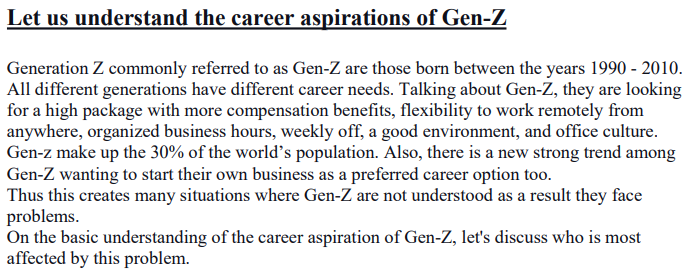 Let us understand the career aspirations of Gen-Z
Generation Z commonly referred to as Gen-Z are those born between the years 1990 - 2010.
All different generations have different career needs. Talking about Gen-Z, they are looking
for a high package with more compensation benefits, flexibility to work remotely from
anywhere, organized business hours, weekly off, a good environment, and office culture.
Gen-z make up the 30% of the world’s population. Also, there is a new strong trend among
Gen-Z wanting to start their own business as a preferred career option too.
Thus this creates many situations where Gen-Z are not understood as a result they face
problems.
On the basic understanding of the career aspiration of Gen-Z, let's discuss who is most
affected by this problem.